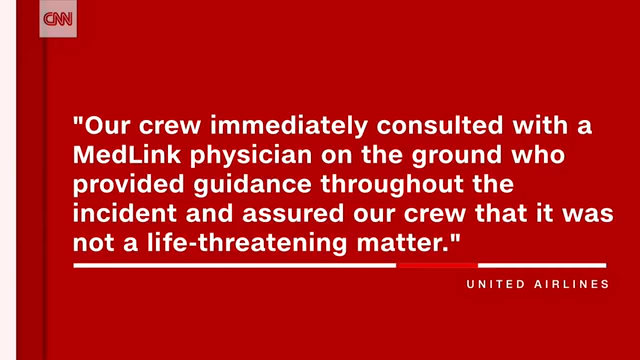 CNN
"Our crew immediately consulted with a
MedLink physician on the ground who
provided guidance throughout the
incident and assured our crew that it was
not a life-threatening matter."
UNITED AIRLINES